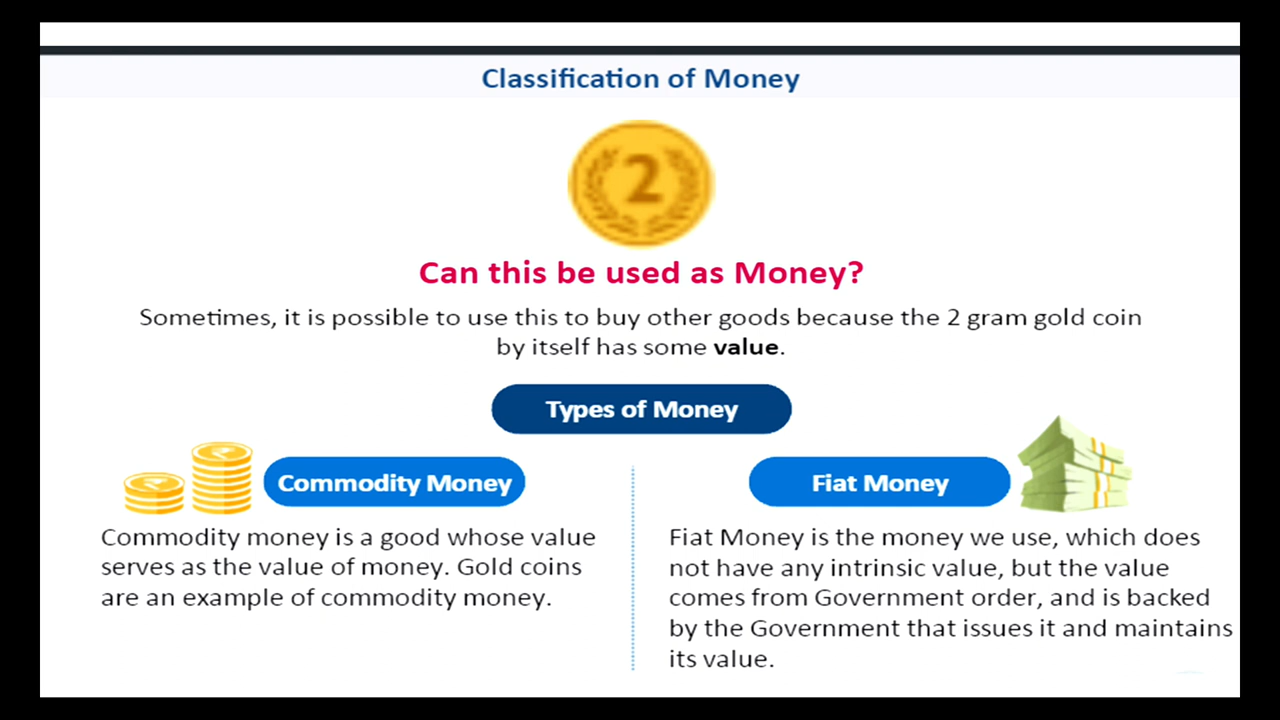 Classification of Money
2
Can this be used as Money?
Sometimes, it is possible to use this to buy other goods because the 2 gram gold coin
by itself has some value.
Types of Money
Commodity Money
Commodity money is a good whose value
serves as the value of money. Gold coins
are an example of commodity money.
Fiat Money
Fiat Money is the money we use, which does
not have any intrinsic value, but the value
comes from Government order, and is backed
by the Government that issues it and maintains
its value.